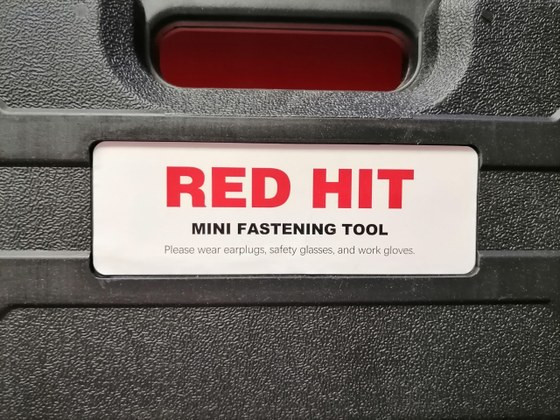 RED HIT
MINI FASTENING TOOL
Please wear earplugs, safety glasses, and work gloves.